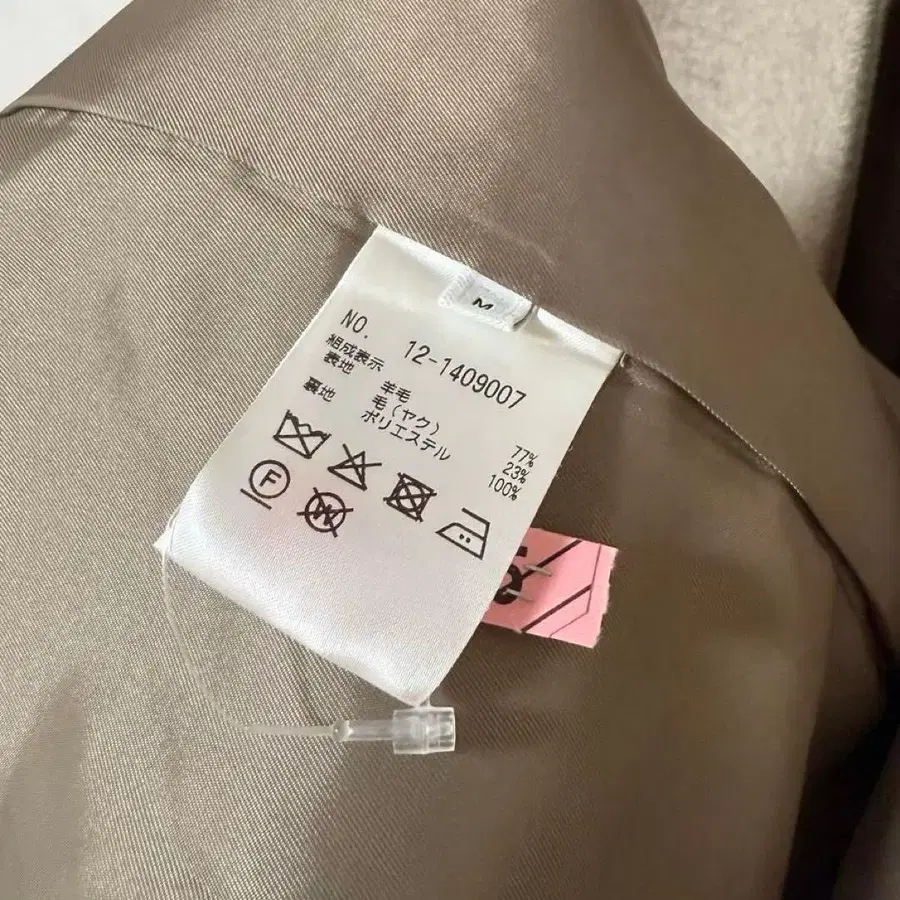 M
NO. 12-1409007
組成表示
表地 羊毛 77%
毛(ヤク) 23%
裏地 ポリエステル 100%
F
W
5